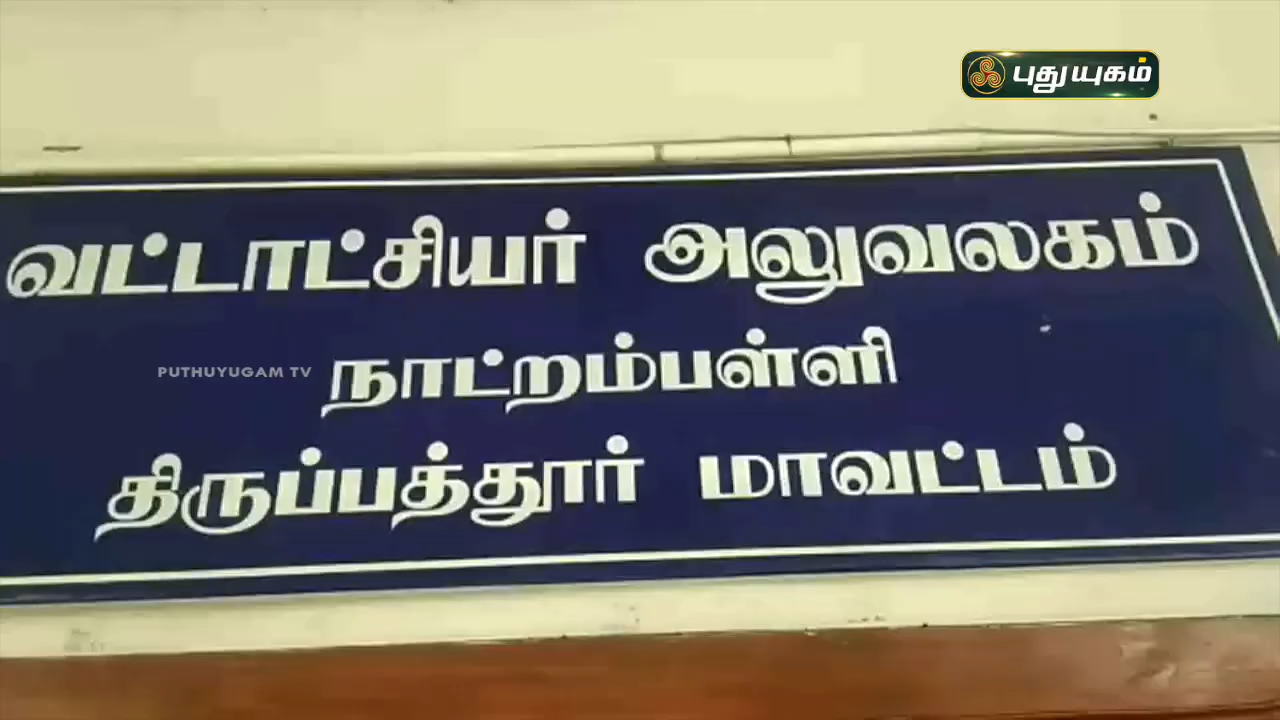 புதுயுகம்
வட்டாட்சியர் அலுவலகம்
PUTHUYUGAM TV
நாட்றம்பள்ளி
திருப்பத்தூர் மாவட்டம்